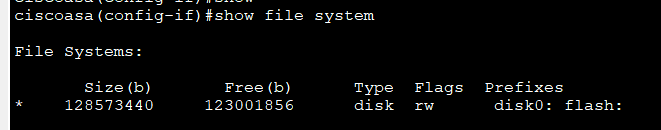 ciscoasa(config-if)#show file system
File Systems:
Size(b) Free(b) Type Flags Prefixes
* 128573440 123001856 disk rw disk0: flash: